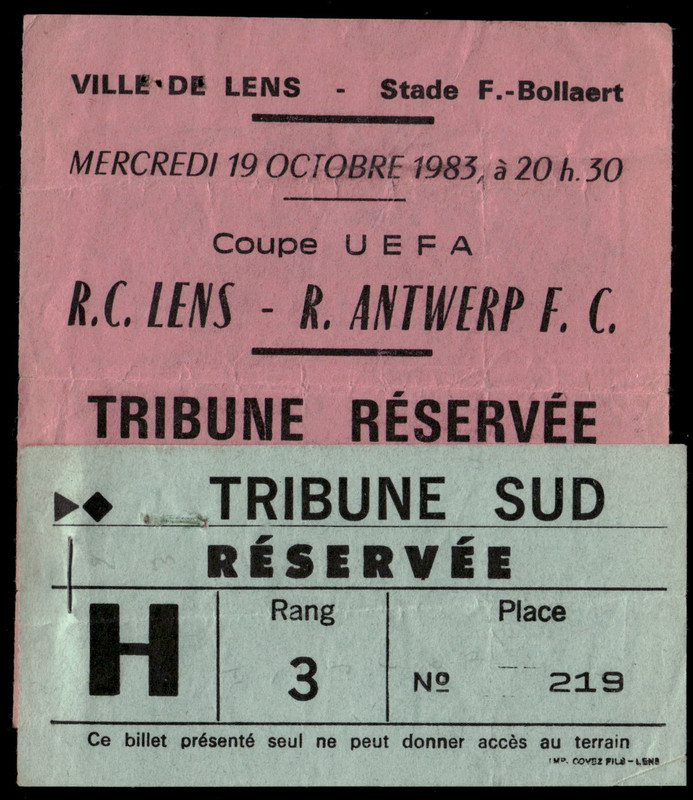 VILLE DE LENS - Stade F.-Bollaert
MERCREDI 19 OCTOBRE 1983, à 20 h. 30
Coupe UEFA
R.C. LENS - R. ANTWERP F. C.
TRIBUNE RÉSERVÉE
TRIBUNE SUD
RÉSERVÉE
H Rang Place
3 Nº 219
Ce billet présenté seul ne peut donner accès au terrain
IMP. COVEZ FILS - LENS